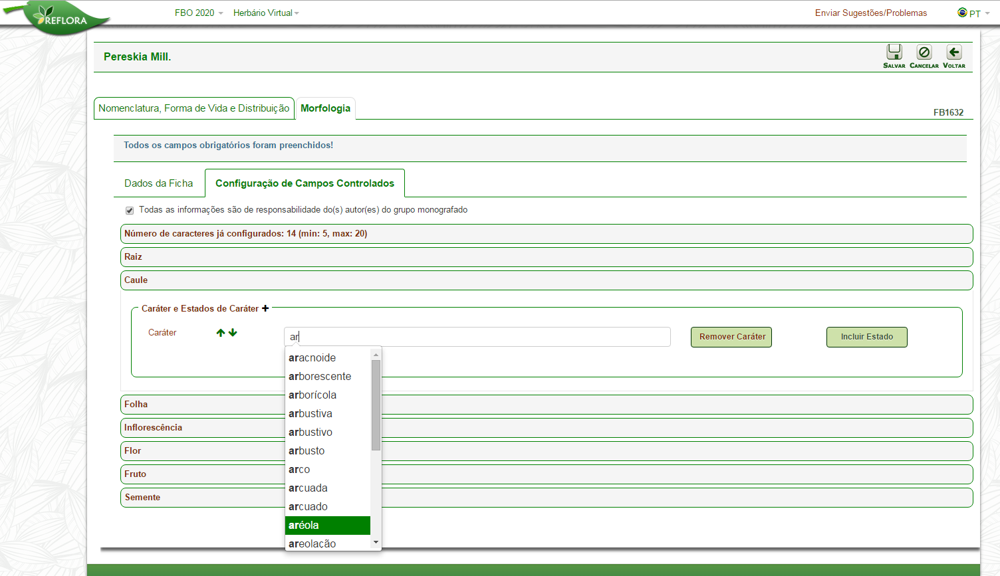 REFLORA
FBO 2020 Herbário Virtual Enviar Sugestões/Problemas PT
Pereskia Mill.
Salvar Cancelar Voltar
Nomenclatura, Forma de Vida e Distribuição Morfologia
FB1632
Todos os campos obrigatórios foram preenchidos!
Dados da Ficha Configuração de Campos Controlados
Todas as informações são de responsabilidade do(s) autor(es) do grupo monografado
Número de caracteres já configurados: 14 (min: 5, max: 20)
Raiz
Caule
Caráter e Estados de Caráter
Caráter ar Remover Caráter Incluir Estado
aracnoide
arborescente
arborícola
arbustiva
arbustivo
arbusto
arco
arcuada
arcuado
aréola
areolação
Folha
Inflorescência
Flor
Fruto
Semente